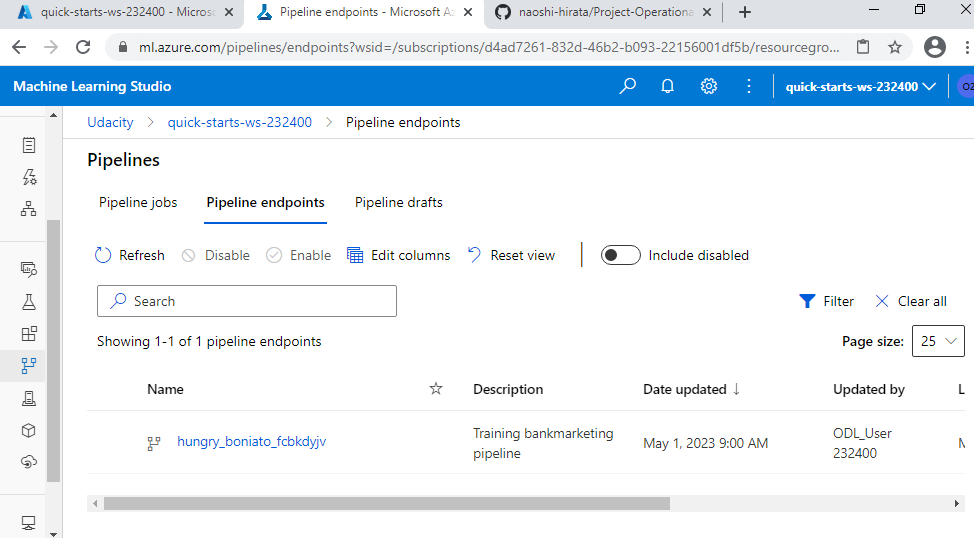 quick-starts-ws-232400 - Micros
Pipeline endpoints - Microsoft Az
naoshi-hirata/Project-Operationa
ml.azure.com/pipelines/endpoints?wsid=/subscriptions/d4ad7261-832d-46b2-b093-22156001df5b/resourcegro...
Machine Learning Studio
quick-starts-ws-232400
OZ
Udacity > quick-starts-ws-232400 > Pipeline endpoints
Pipelines
Pipeline jobs Pipeline endpoints Pipeline drafts
Refresh Disable Enable Edit columns Reset view Include disabled
Search
Filter Clear all
Showing 1-1 of 1 pipeline endpoints
Page size: 25
Name Description Date updated ↓ Updated by L
hungry_boniato_fcbkdyjv
Training bankmarketing
pipeline
May 1, 2023 9:00 AM
ODL_User
232400
M